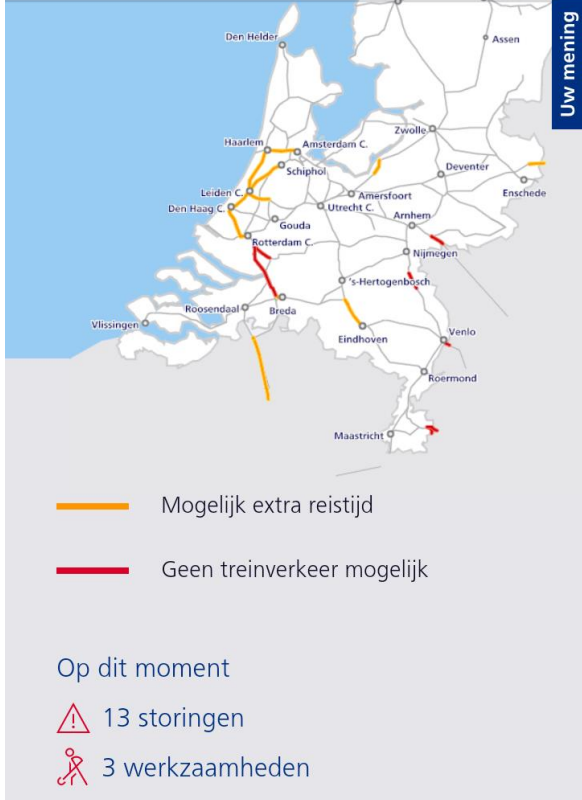 Uw mening
Den Helder
Assen
Zwolle
Haarlem
Amsterdam C.
Schiphol
Deventer
Leiden C.
Amersfoort
Enschede
Den Haag C.
Utrecht C.
Arnhem
Gouda
Rotterdam C.
Nijmegen
's-Hertogenbosch
Roosendaal
Breda
Vlissingen
Eindhoven
Venlo
Roermond
Maastricht
Mogelijk extra reistijd
Geen treinverkeer mogelijk
Op dit moment
13 storingen
3 werkzaamheden